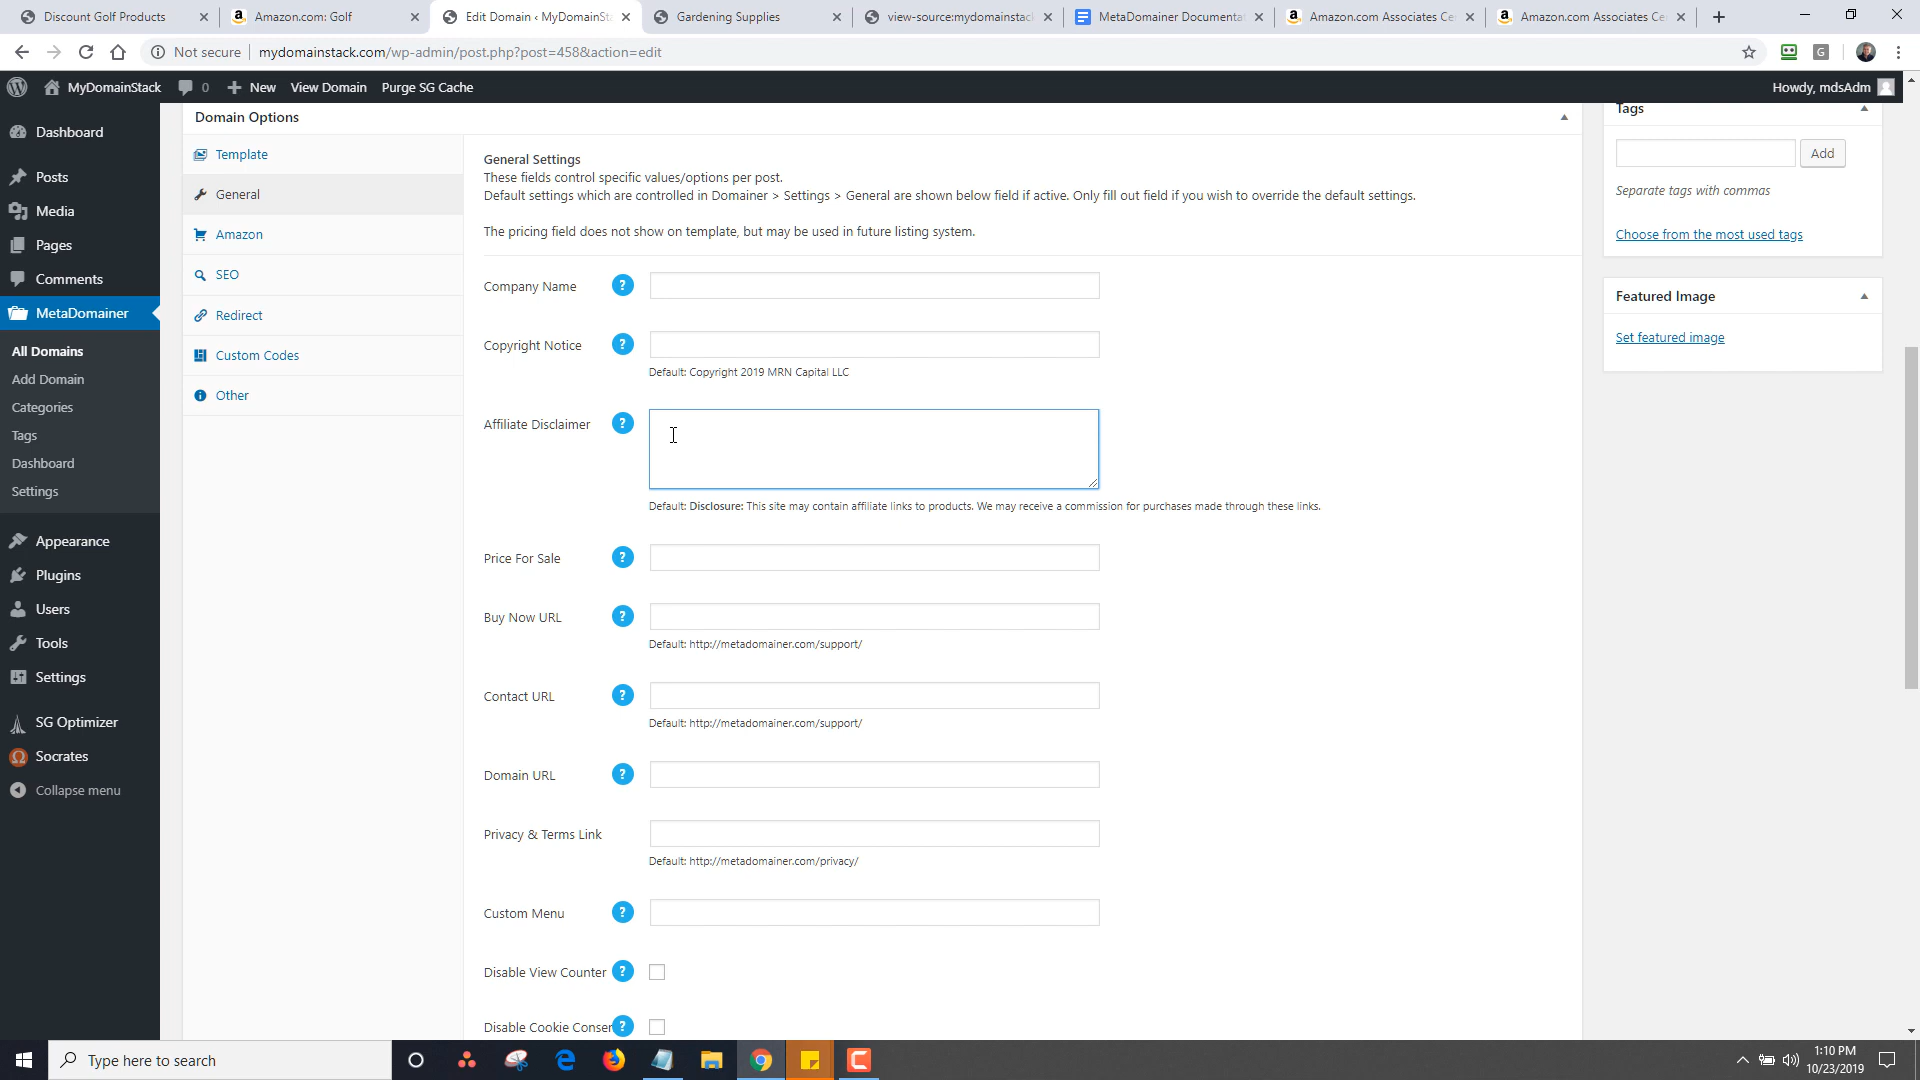 Discount Golf Products
Amazon.com: Golf
Edit Domain ‹ MyDomainSta
Gardening Supplies
view-source:mydomainstack
MetaDomainer Documentat
Amazon.com Associates Ce
Amazon.com Associates Ce
Not secure
mydomainstack.com/wp-admin/post.php?post=458&action=edit
G
MyDomainStack
0
New
View Domain
Purge SG Cache
Howdy, mdsAdm
Dashboard
Posts
Media
Pages
Comments
MetaDomainer
All Domains
Add Domain
Categories
Tags
Dashboard
Settings
Appearance
Plugins
Users
Tools
Settings
SG Optimizer
Socrates
Collapse menu
Domain Options
Template
General
Amazon
SEO
Redirect
Custom Codes
Other
General Settings
These fields control specific values/options per post.
Default settings which are controlled in Domainer > Settings > General are shown below field if active. Only fill out field if you wish to override the default settings.
The pricing field does not show on template, but may be used in future listing system.
Company Name ?
Copyright Notice ?
Default: Copyright 2019 MRN Capital LLC
Affiliate Disclaimer ?
Default: Disclosure: This site may contain affiliate links to products. We may receive a commission for purchases made through these links.
Price For Sale ?
Buy Now URL ?
Default: http://metadomainer.com/support/
Contact URL ?
Default: http://metadomainer.com/support/
Domain URL ?
Privacy & Terms Link
Default: http://metadomainer.com/privacy/
Custom Menu ?
Disable View Counter ?
Disable Cookie Conser ?
Tags
Add
Separate tags with commas
Choose from the most used tags
Featured Image
Set featured image
Type here to search
1:10 PM
10/23/2019